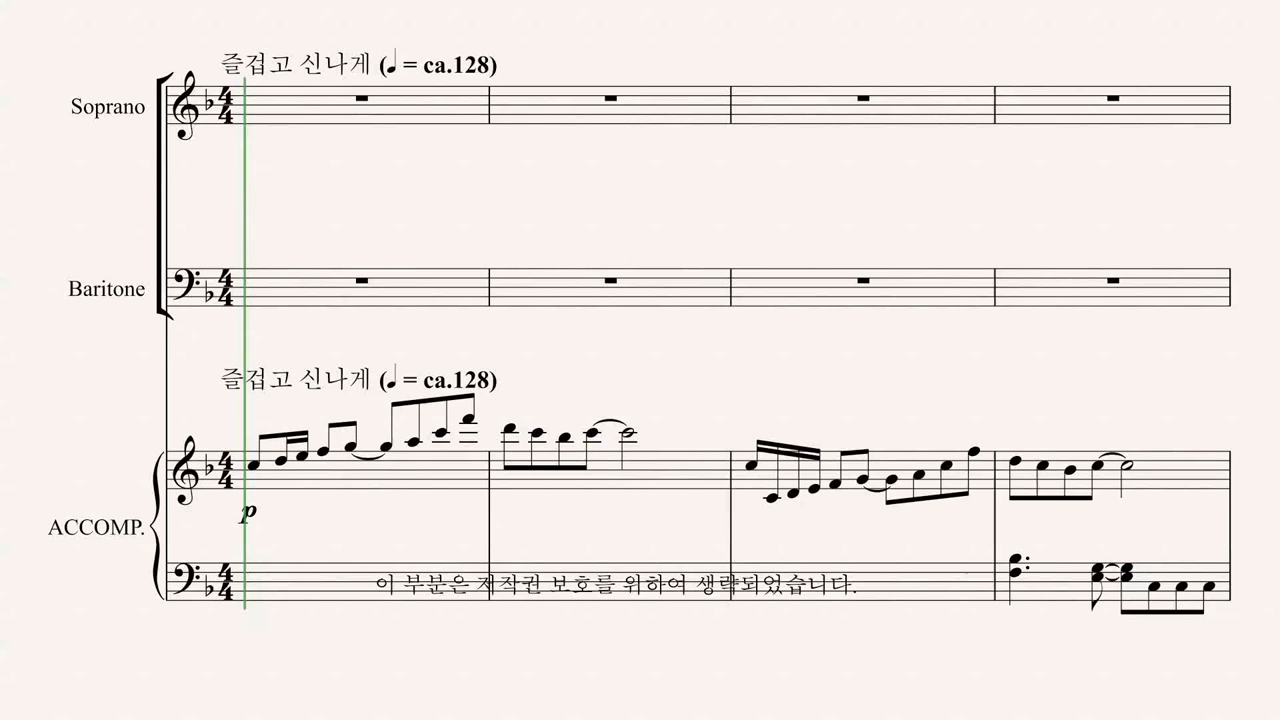 즐겁고 신나게 (♩ = ca.128)
Soprano
Baritone
즐겁고 신나게 (♩ = ca.128)
p
ACCOMP.
이 부분은 저작권 보호를 위하여 생략되었습니다.